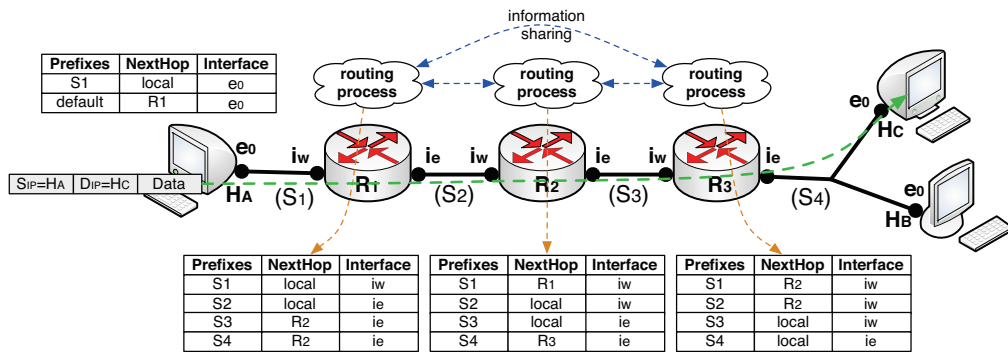 information
sharing
Prefixes NextHop Interface
S1 local e0
default R1 e0
routing process
routing process
routing process
e0
iw
ie
iw
ie
iw
ie
e0
HC
R1
R2
R3
SIP=HA DIP=HC Data
HA
(S1)
(S2)
(S3)
(S4)
e0
HB
Prefixes NextHop Interface
S1 local iw
S2 local ie
S3 R2 ie
S4 R2 ie
Prefixes NextHop Interface
S1 R1 iw
S2 local iw
S3 local ie
S4 R3 ie
Prefixes NextHop Interface
S1 R2 iw
S2 R2 iw
S3 local iw
S4 local ie